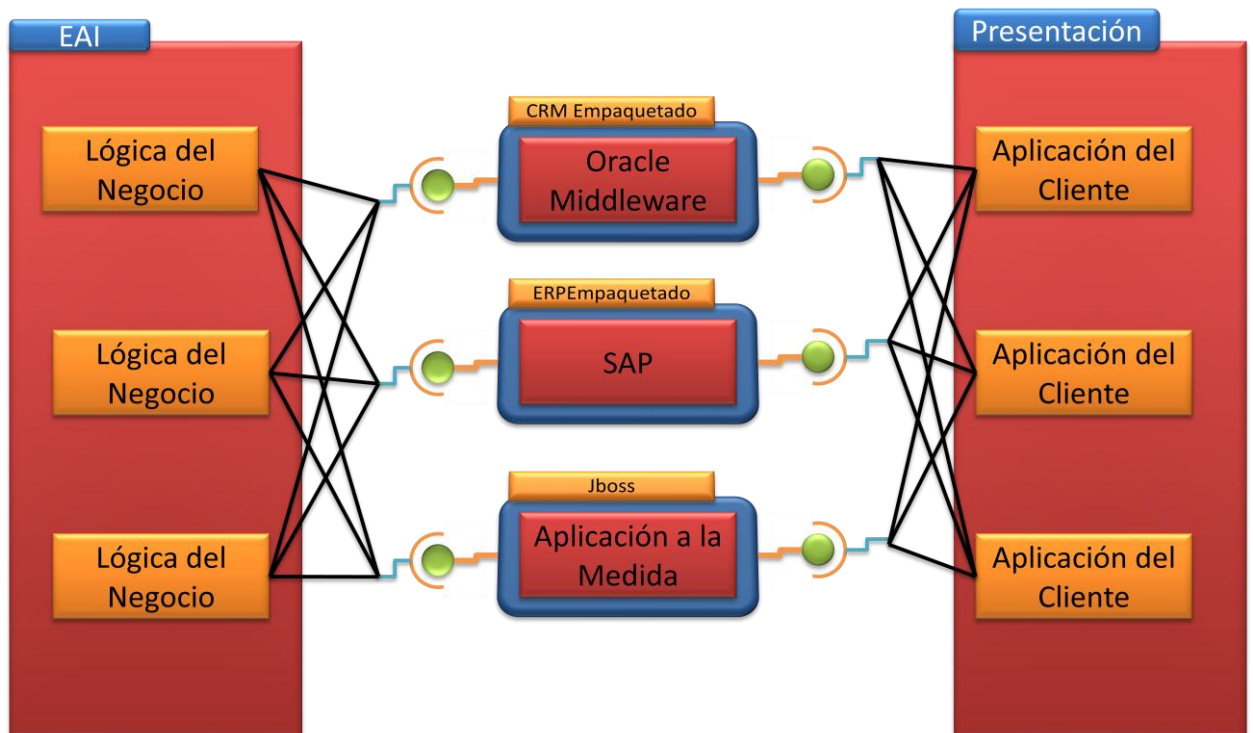 EAI
Lógica del
Negocio
Lógica del
Negocio
Lógica del
Negocio
CRM Empaquetado
Oracle
Middleware
ERPEmpaquetado
SAP
Jboss
Aplicación a la
Medida
Presentación
Aplicación del
Cliente
Aplicación del
Cliente
Aplicación del
Cliente